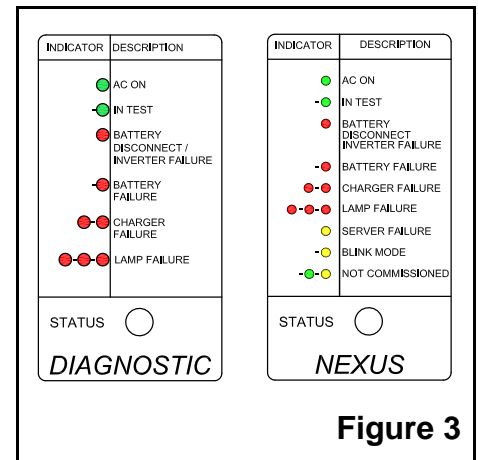 INDICATOR DESCRIPTION
AC ON
IN TEST
BATTERY
DISCONNECT /
INVERTER FAILURE
BATTERY
FAILURE
CHARGER
FAILURE
LAMP FAILURE
STATUS
DIAGNOSTIC
INDICATOR DESCRIPTION
AC ON
IN TEST
BATTERY
DISCONNECT
INVERTER FAILURE
BATTERY FAILURE
CHARGER FAILURE
LAMP FAILURE
SERVER FAILURE
BLINK MODE
NOT COMMISSIONED
STATUS
NEXUS
Figure 3